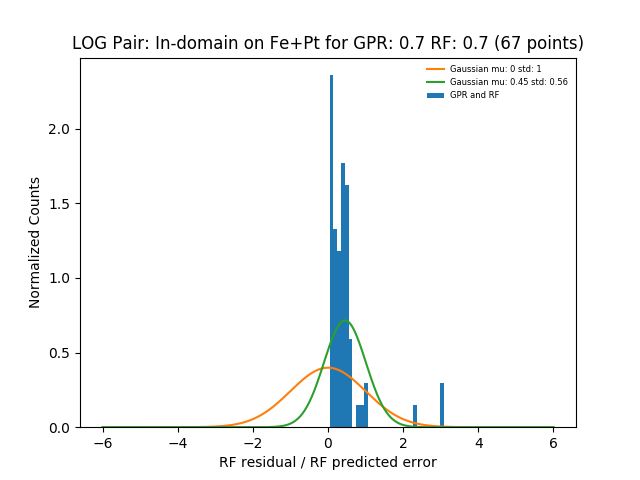 LOG Pair: In-domain on Fe+Pt for GPR: 0.7 RF: 0.7 (67 points)
Gaussian mu: 0 std: 1
Gaussian mu: 0.45 std: 0.56
GPR and RF
Normalized Counts
2.0
1.5
1.0
0.5
0.0
−6 −4 −2 0 2 4 6
RF residual / RF predicted error